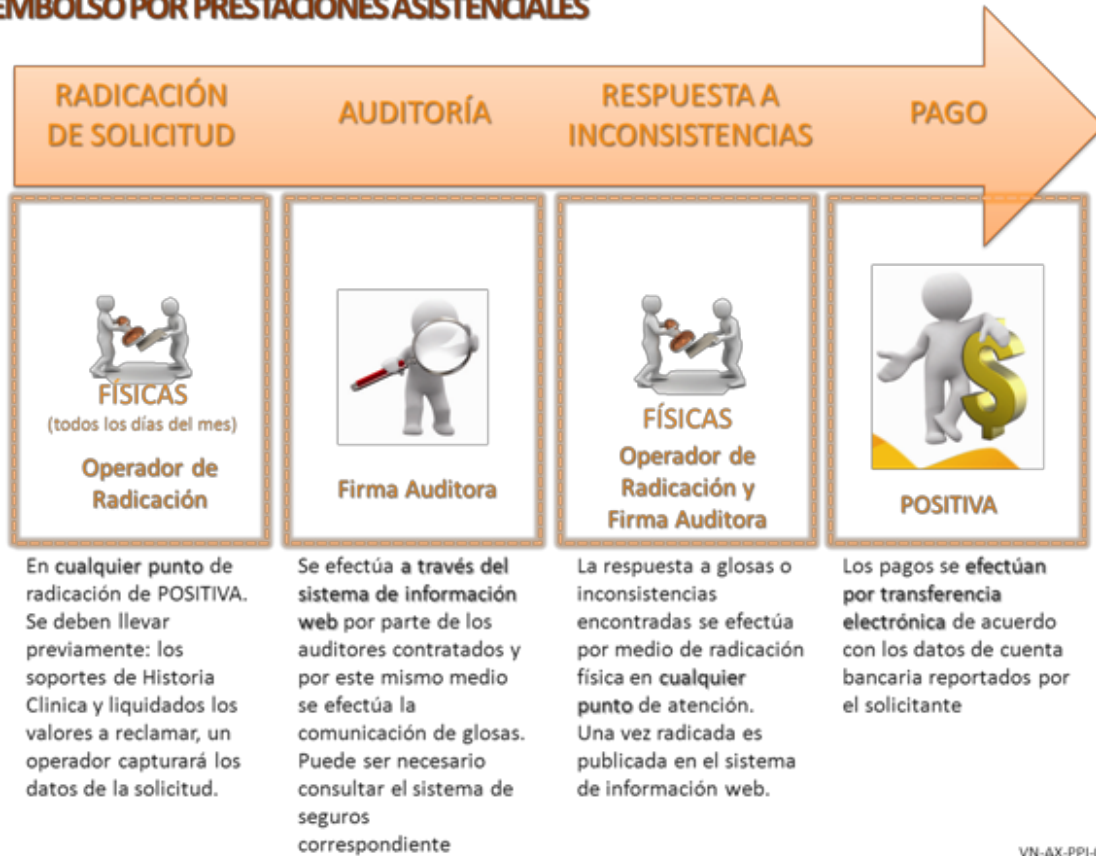 EMBOLSO POR PRESTACIONES ASISTENCIALES
RADICACIÓN
DE SOLICITUD
AUDITORÍA
RESPUESTA A
INCONSISTENCIAS
PAGO
FÍSICAS
(todos los días del mes)
Operador de
Radicación
Firma Auditora
FÍSICAS
Operador de
Radicación y
Firma Auditora
POSITIVA
En cualquier punto de
radicación de POSITIVA.
Se deben llevar
previamente: los
soportes de Historia
Clinica y liquidados los
valores a reclamar, un
operador capturará los
datos de la solicitud.
Se efectúa a través del
sistema de información
web por parte de los
auditores contratados y
por este mismo medio
se efectúa la
comunicación de glosas.
Puede ser necesario
consultar el sistema de
seguros
correspondiente
La respuesta a glosas o
inconsistencias
encontradas se efectúa
por medio de radicación
física en cualquier
punto de atención.
Una vez radicada es
publicada en el sistema
de información web.
Los pagos se efectúan
por transferencia
electrónica de acuerdo
con los datos de cuenta
bancaria reportados por
el solicitante